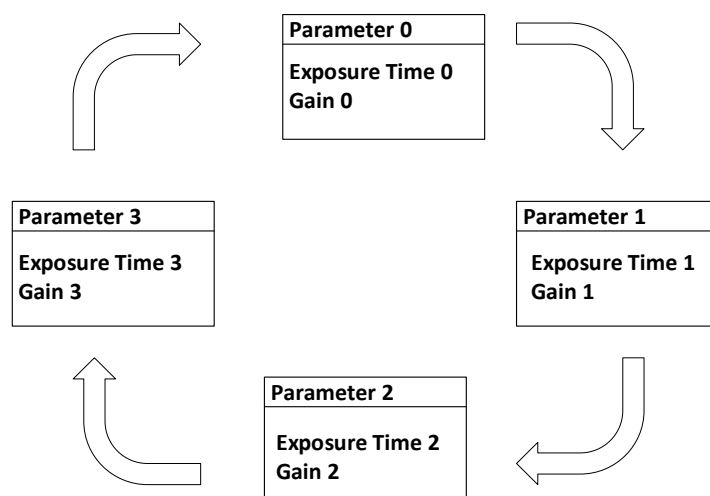 Parameter 0
Exposure Time 0
Gain 0
Parameter 3
Exposure Time 3
Gain 3
Parameter 1
Exposure Time 1
Gain 1
Parameter 2
Exposure Time 2
Gain 2